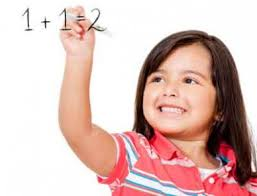 1 + 1 = 2